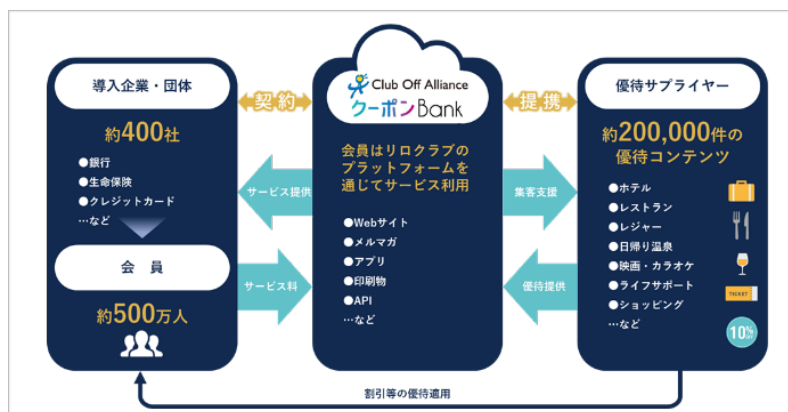 導入企業・団体
約400社
●銀行
●生命保険
●クレジットカード
…など
会 員
約500万人
契約
サービス提供
サービス料
Club Off Alliance
クーポンBank
会員はリロクラブの
プラットフォームを
通じてサービス利用
●Webサイト
●メルマガ
●アプリ
●印刷物
●API
…など
提携
集客支援
優待提供
優待サプライヤー
約200,000件の
優待コンテンツ
●ホテル
●レストラン
●レジャー
●日帰り温泉
●映画・カラオケ
●ライフサポート
●ショッピング
…など
TICKET
10%
OFF
割引等の優待適用